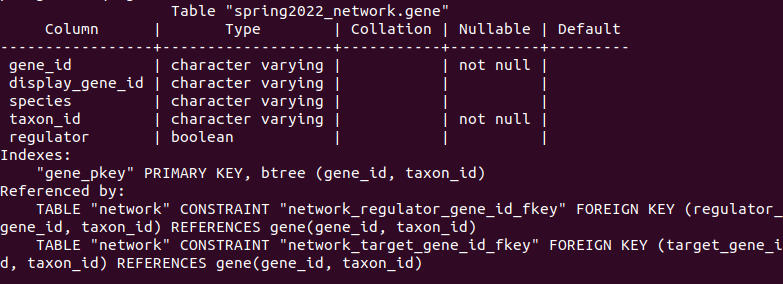 Table "spring2022_network.gene"
     Column      |       Type        | Collation | Nullable | Default 
-----------------+-------------------+-----------+----------+---------
 gene_id         | character varying |           | not null | 
 display_gene_id | character varying |           |          | 
 species         | character varying |           |          | 
 taxon_id        | character varying |           | not null | 
 regulator       | boolean           |           |          | 
Indexes:
    "gene_pkey" PRIMARY KEY, btree (gene_id, taxon_id)
Referenced by:
    TABLE "network" CONSTRAINT "network_regulator_gene_id_fkey" FOREIGN KEY (regulator_
gene_id, taxon_id) REFERENCES gene(gene_id, taxon_id)
    TABLE "network" CONSTRAINT "network_target_gene_id_fkey" FOREIGN KEY (target_gene_i
d, taxon_id) REFERENCES gene(gene_id, taxon_id)